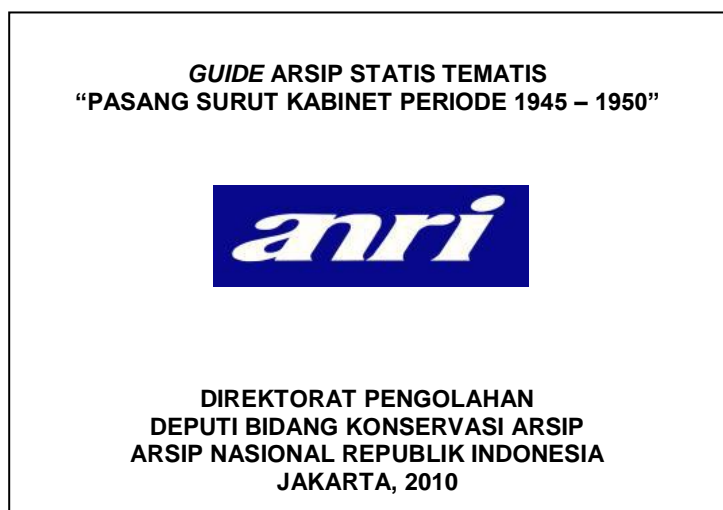 GUIDE ARSIP STATIS TEMATIS
“PASANG SURUT KABINET PERIODE 1945 – 1950”
anri
DIREKTORAT PENGOLAHAN
DEPUTI BIDANG KONSERVASI ARSIP
ARSIP NASIONAL REPUBLIK INDONESIA
JAKARTA, 2010